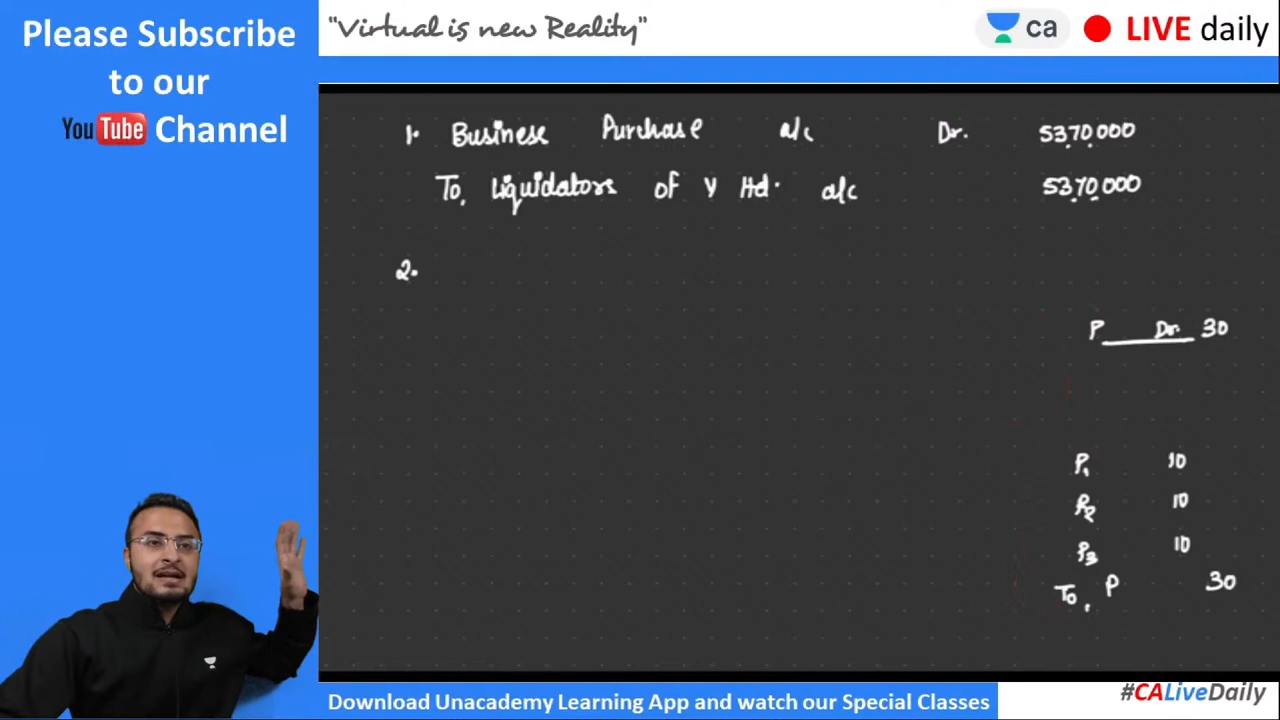 Please Subscribe
to our
YouTube Channel
"Virtual is new Reality"
ca LIVE daily
1. Business Purchase a/c Dr. 5370000
To, Liquidators of V Ltd. a/c 5370000
2.
P Dr. 30
P1 10
P2 10
P3 10
To, P 30
Download Unacademy Learning App and watch our Special Classes
#CALiveDaily